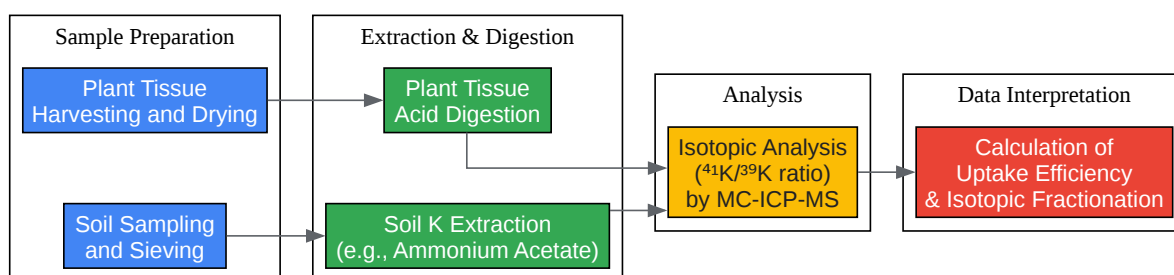 Sample Preparation
Plant Tissue
Harvesting and Drying
Soil Sampling
and Sieving
Extraction & Digestion
Plant Tissue
Acid Digestion
Soil K Extraction
(e.g., Ammonium Acetate)
Analysis
Isotopic Analysis
(⁴¹K/³⁹K ratio)
by MC-ICP-MS
Data Interpretation
Calculation of
Uptake Efficiency
& Isotopic Fractionation